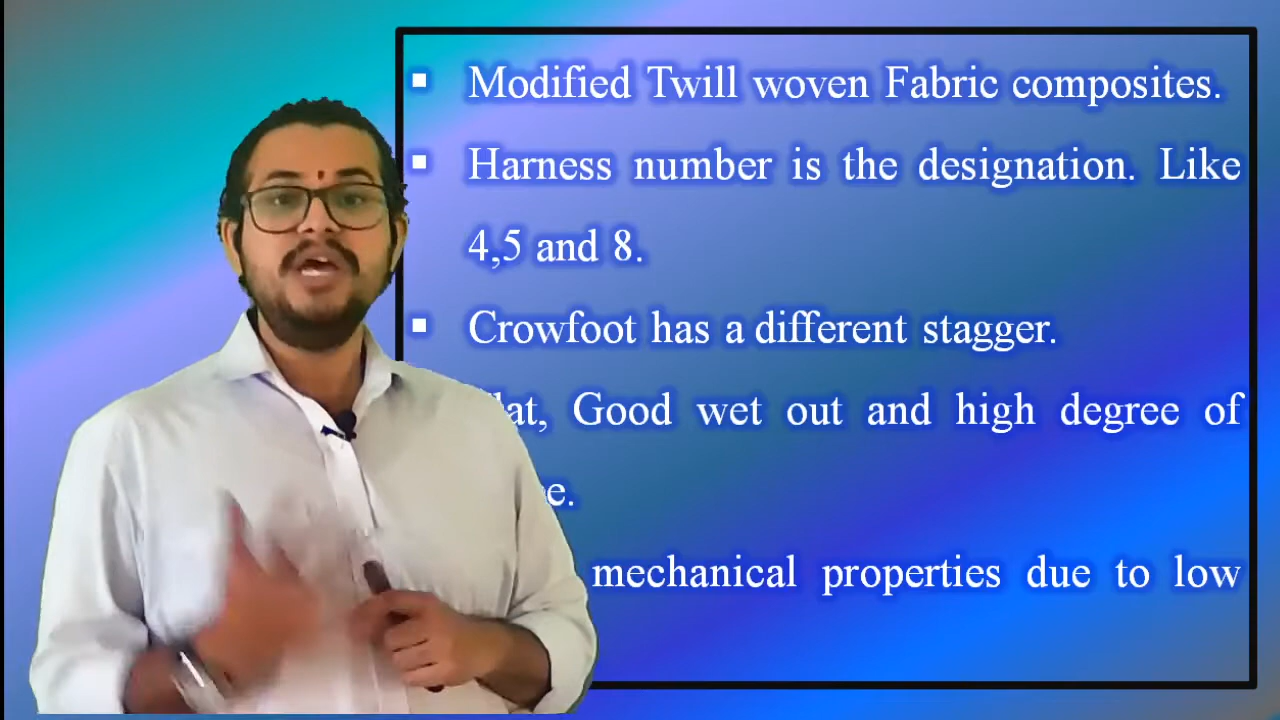 Modified Twill woven Fabric composites.
Harness number is the designation. Like
4,5 and 8.
Crowfoot has a different stagger.
Good wet out and high degree of
mechanical properties due to low